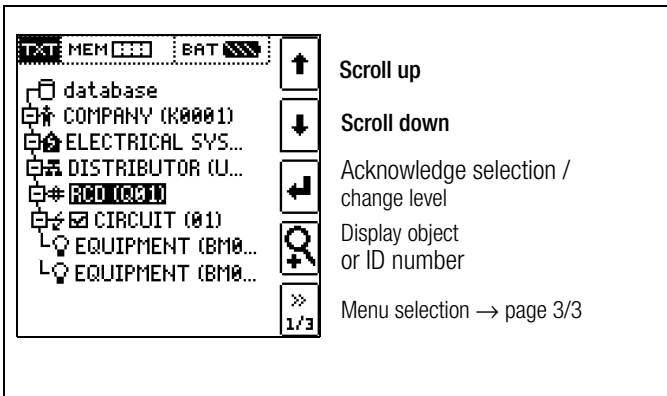 TXT MEM BAT
database
COMPANY (K0001)
ELECTRICAL SYS...
DISTRIBUTOR (U...
RCD (Q01)
CIRCUIT (01)
EQUIPMENT (BM0...
EQUIPMENT (BM0...
»
1/3
Scroll up
Scroll down
Acknowledge selection /
change level
Display object
or ID number
Menu selection → page 3/3